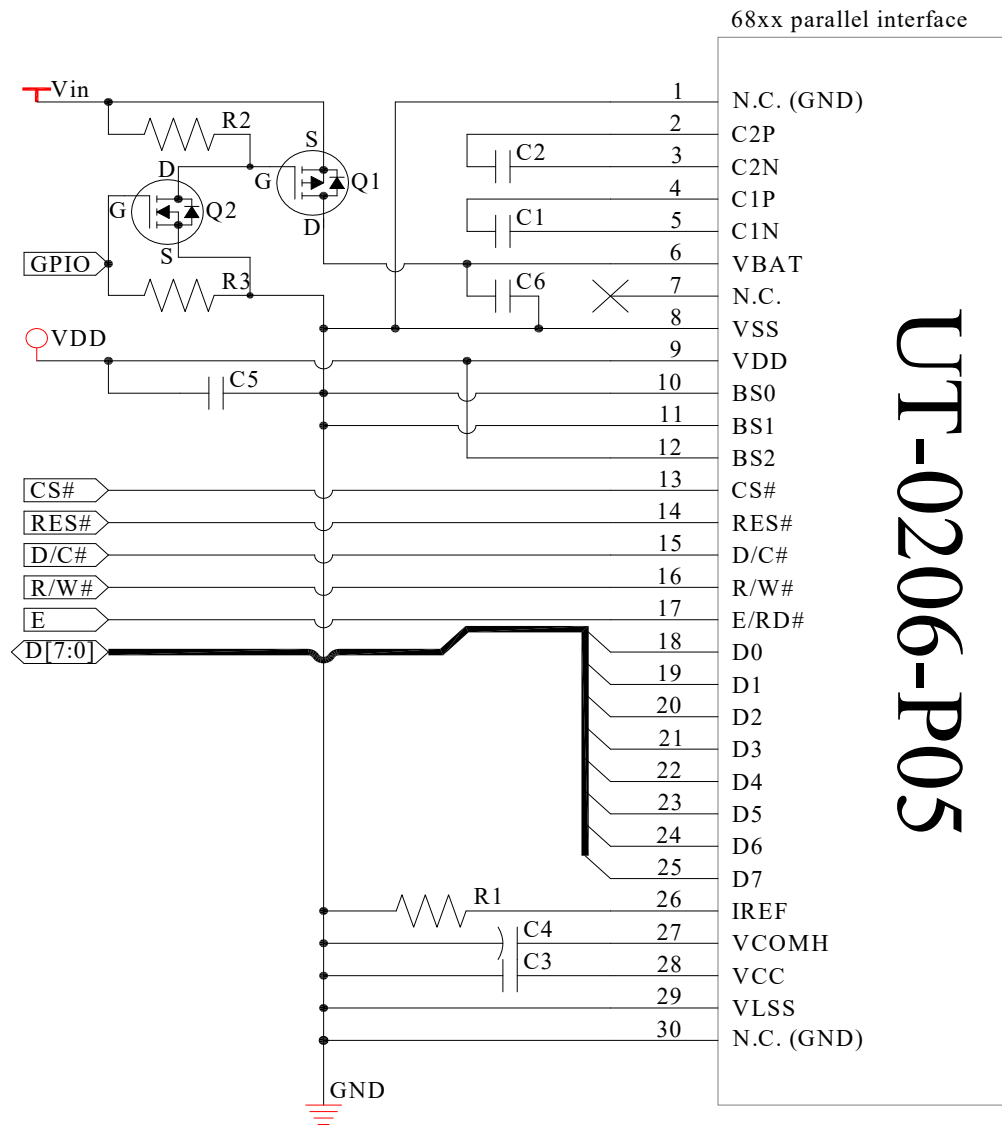 68xx parallel interface
Vin
R2
S
G
Q1
D
D
G
Q2
S
GPIO
R3
VDD
C5
C2
C1
C6
1 N.C. (GND)
2 C2P
3 C2N
4 C1P
5 C1N
6 VBAT
7 N.C.
8 VSS
9 VDD
10 BS0
11 BS1
12 BS2
CS# 13 CS#
RES# 14 RES#
D/C# 15 D/C#
R/W# 16 R/W#
E 17 E/RD#
D[7:0] 18 D0
19 D1
20 D2
21 D3
22 D4
23 D5
24 D6
25 D7
R1 26 IREF
C4 27 VCOMH
C3 28 VCC
29 VLSS
30 N.C. (GND)
GND
UT-0206-P05